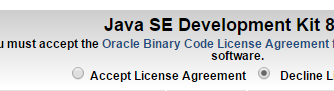 Java SE Development Kit 8
u must accept the Oracle Binary Code License Agreement
software.
Accept License Agreement Decline